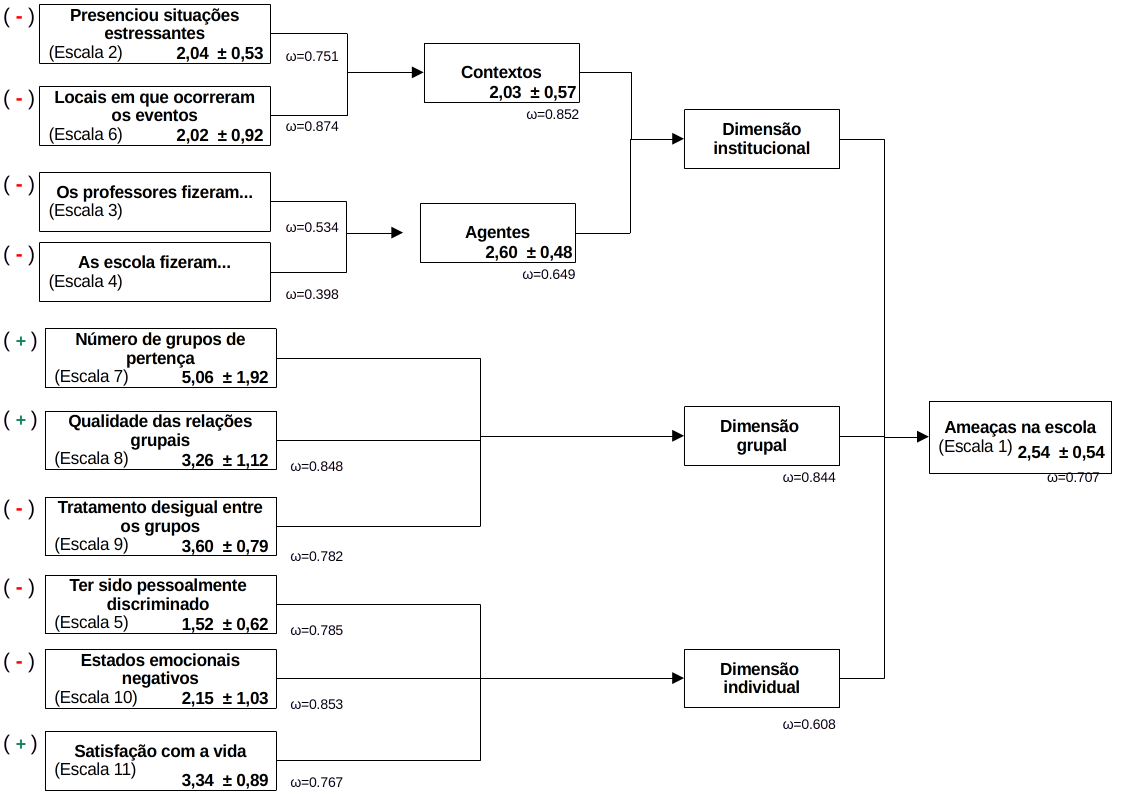 ( - )
Presenciou situações
estressantes
(Escala 2) 2,04 ± 0,53
ω=0.751
( - )
Locais em que ocorreram
os eventos
(Escala 6) 2,02 ± 0,92
ω=0.874
Contextos
2,03 ± 0,57
ω=0.852
( - )
Os professores fizeram...
(Escala 3)
ω=0.534
( - )
As escola fizeram...
(Escala 4)
ω=0.398
Agentes
2,60 ± 0,48
ω=0.649
Dimensão
institucional
( + )
Número de grupos de
pertença
(Escala 7) 5,06 ± 1,92
( + )
Qualidade das relações
grupais
(Escala 8) 3,26 ± 1,12
ω=0.848
( - )
Tratamento desigual entre
os grupos
(Escala 9) 3,60 ± 0,79
ω=0.782
Dimensão
grupal
ω=0.844
( - )
Ter sido pessoalmente
discriminado
(Escala 5) 1,52 ± 0,62
ω=0.785
( - )
Estados emocionais
negativos
(Escala 10) 2,15 ± 1,03
ω=0.853
( + )
Satisfação com a vida
(Escala 11)
3,34 ± 0,89
ω=0.767
Dimensão
individual
ω=0.608
Ameaças na escola
(Escala 1) 2,54 ± 0,54
ω=0.707